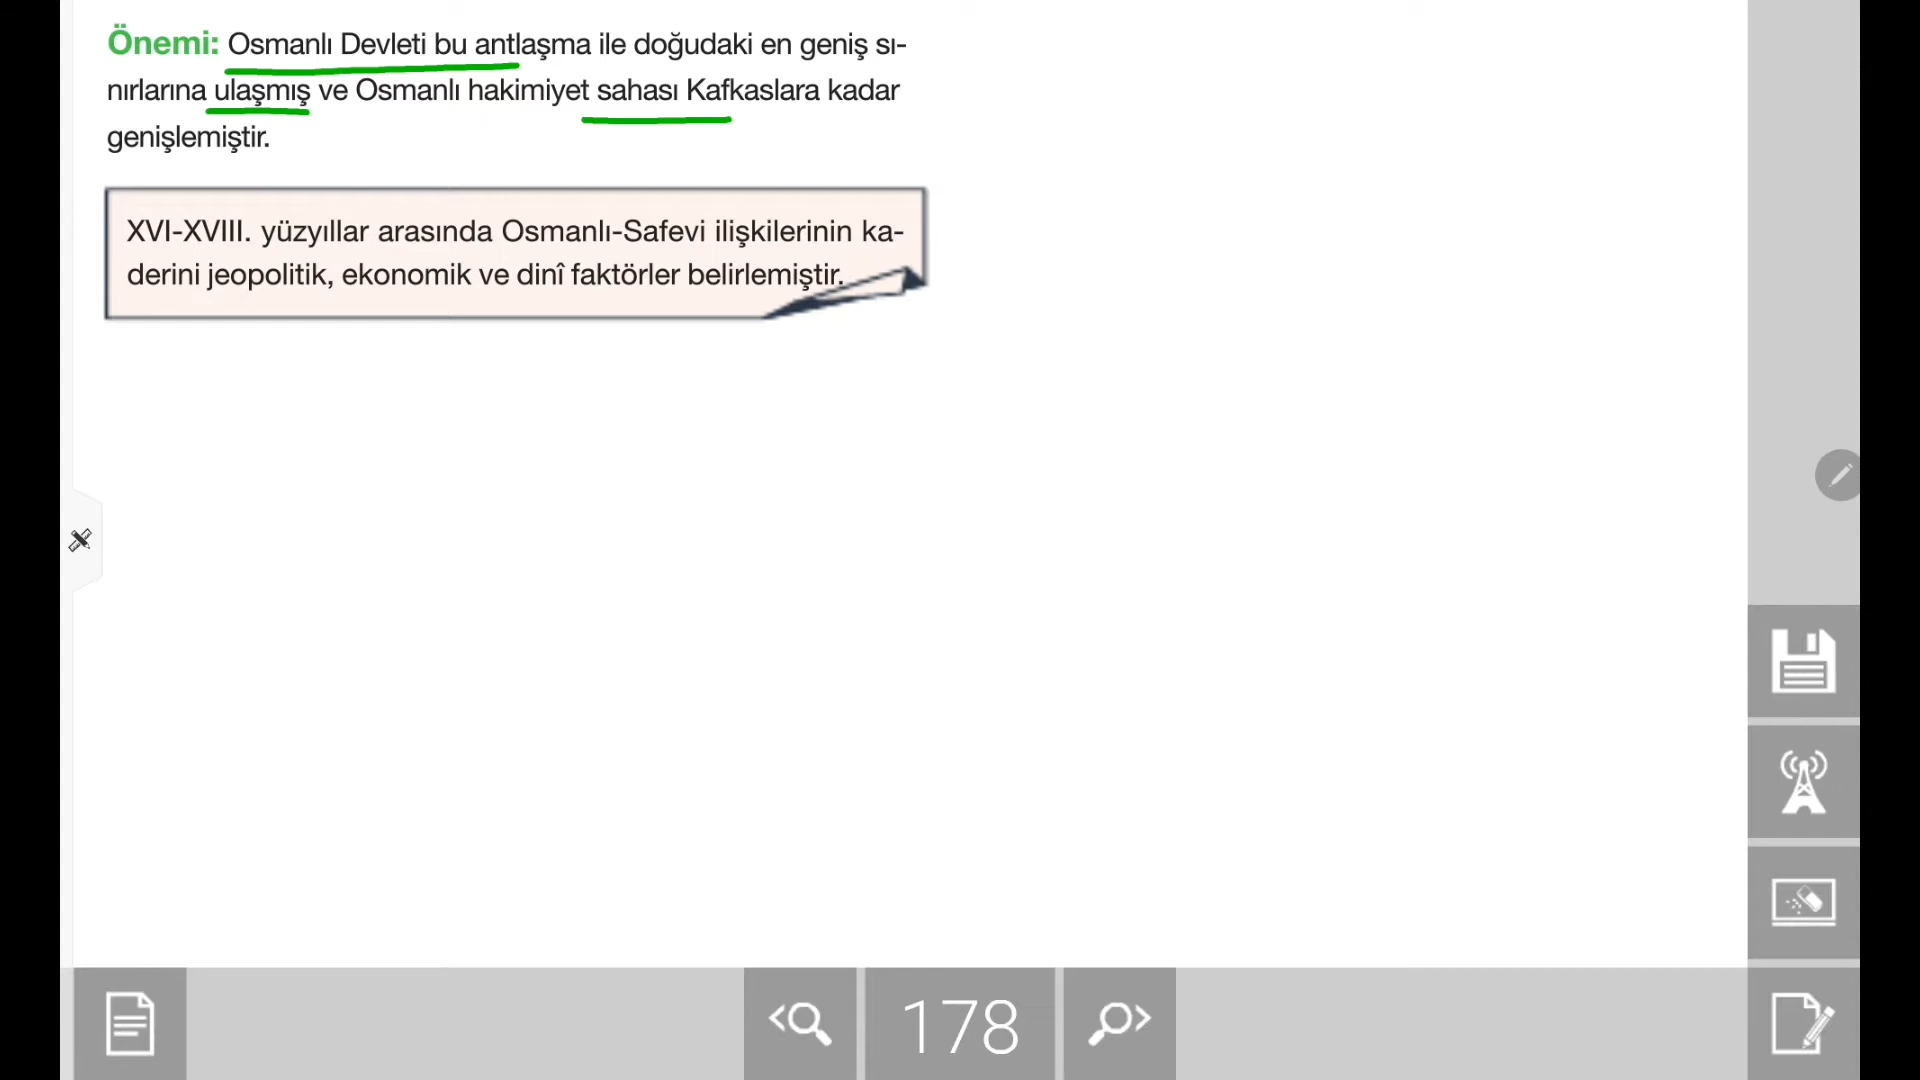 Önemi: Osmanlı Devleti bu antlaşma ile doğudaki en geniş sı-
nırlarına ulaşmış ve Osmanlı hakimiyet sahası Kafkaslara kadar
genişlemiştir.
XVI-XVIII. yüzyıllar arasında Osmanlı-Safevi ilişkilerinin ka-
derini jeopolitik, ekonomik ve dinî faktörler belirlemiştir.
178